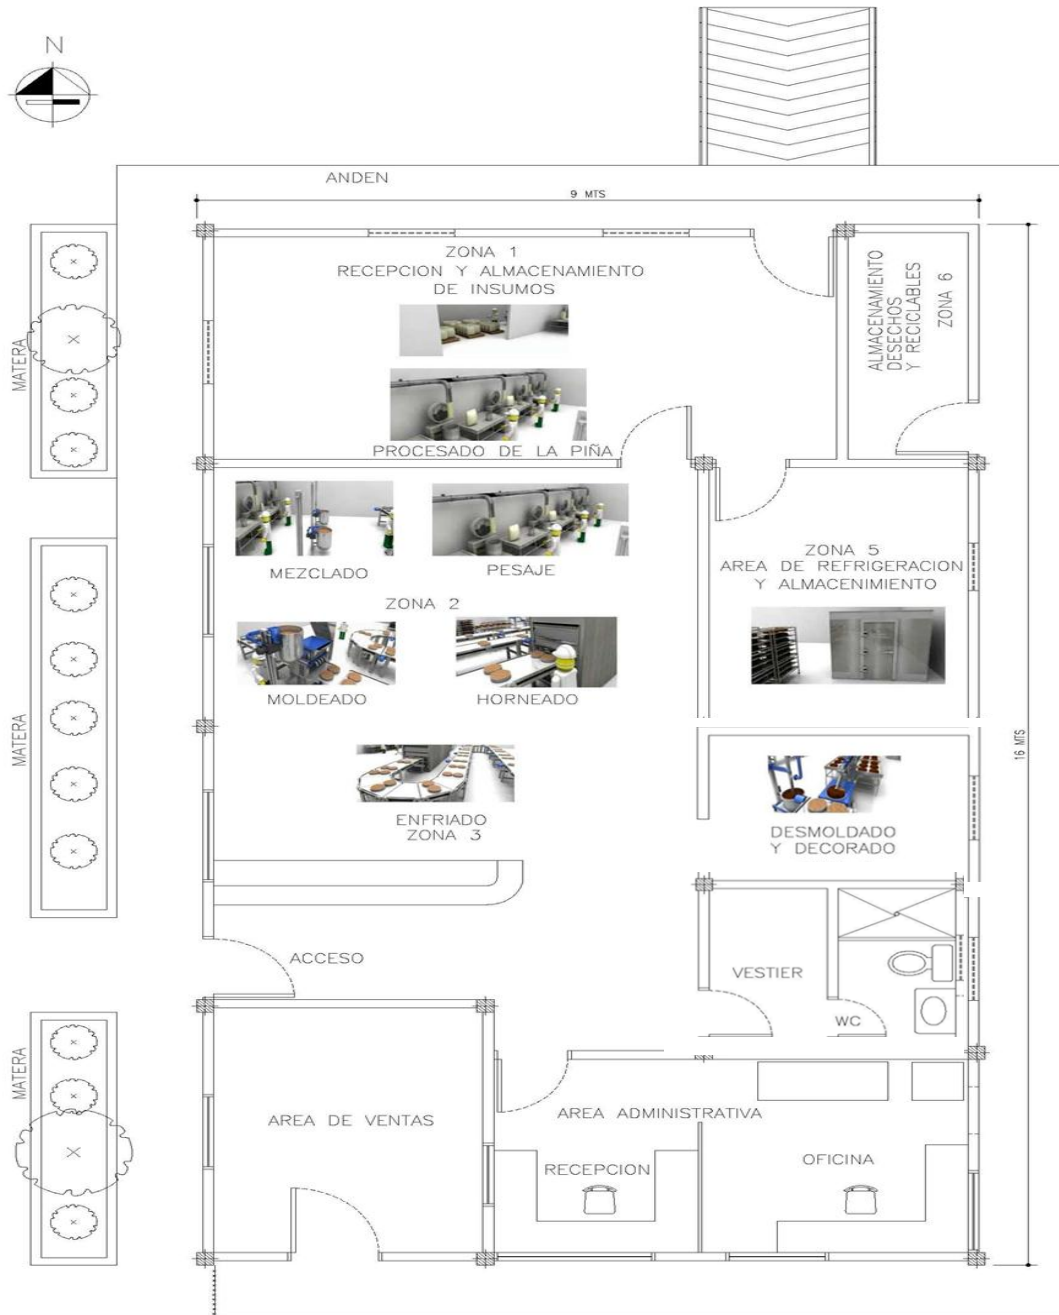 N
ANDEN
9 MTS
ZONA 1
RECEPCION Y ALMACENAMIENTO
DE INSUMOS
PROCESADO DE LA PIÑA
ALMACENAMIENTO
DESECHOS
Y RECICLABLES
ZONA 6
MATERA
MEZCLADO
PESAJE
ZONA 2
MOLDEADO
HORNEADO
ZONA 5
AREA DE REFRIGERACION
Y ALMACENIMIENTO
MATERA
16 MTS
ENFRIADO
ZONA 3
DESMOLDADO
Y DECORADO
ACCESO
VESTIER
WC
MATERA
AREA DE VENTAS
AREA ADMINISTRATIVA
RECEPCION
OFICINA